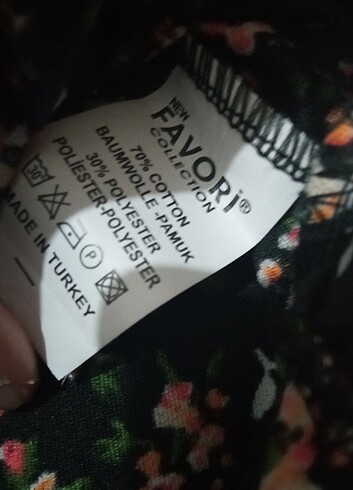 NEW
FAVORİ®
COLLECTION
70% COTTON
BAUMWOLLE -PAMUK
30% POLYESTER
POLİESTER-POLYESTER
30°
P
MADE IN TURKEY